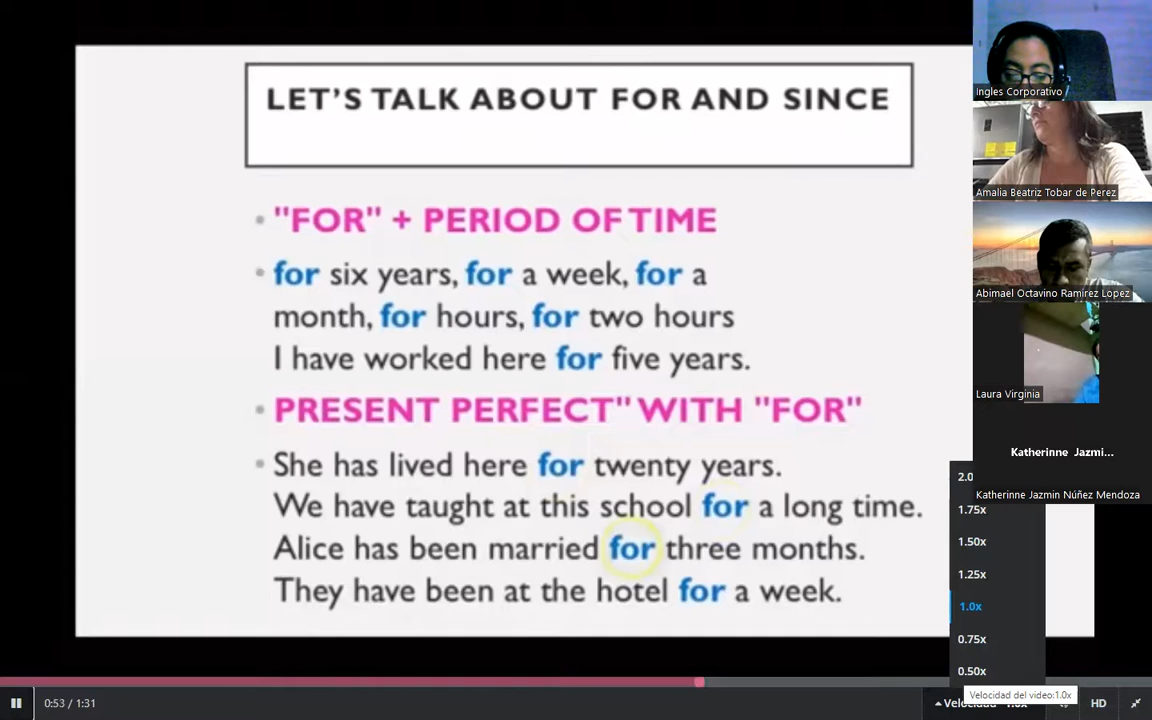 LET'S TALK ABOUT FOR AND SINCE
• "FOR" + PERIOD OF TIME
• for six years, for a week, for a
month, for hours, for two hours
I have worked here for five years.
• PRESENT PERFECT" WITH "FOR"
• She has lived here for twenty years.
We have taught at this school for a long time.
Alice has been married for three months.
They have been at the hotel for a week.
Ingles Corporativo
Amalia Beatriz Tobar de Perez
Abimael Octavino Ramirez Lopez
Laura Virginia
Katherinne Jazmi...
Katherinne Jazmin Núñez Mendoza
1.75x
1.50x
1.25x
1.0x
0.75x
0.50x
Velocidad del video:1.0x
0:53 / 1:31
HD